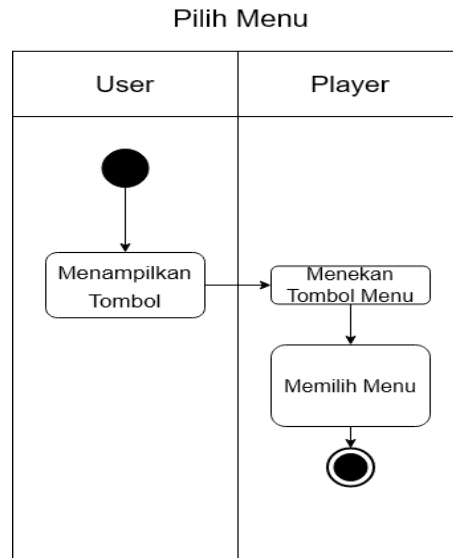 Pilih Menu
User
Player
Menampilkan
Tombol
Menekan
Tombol Menu
Memilih Menu